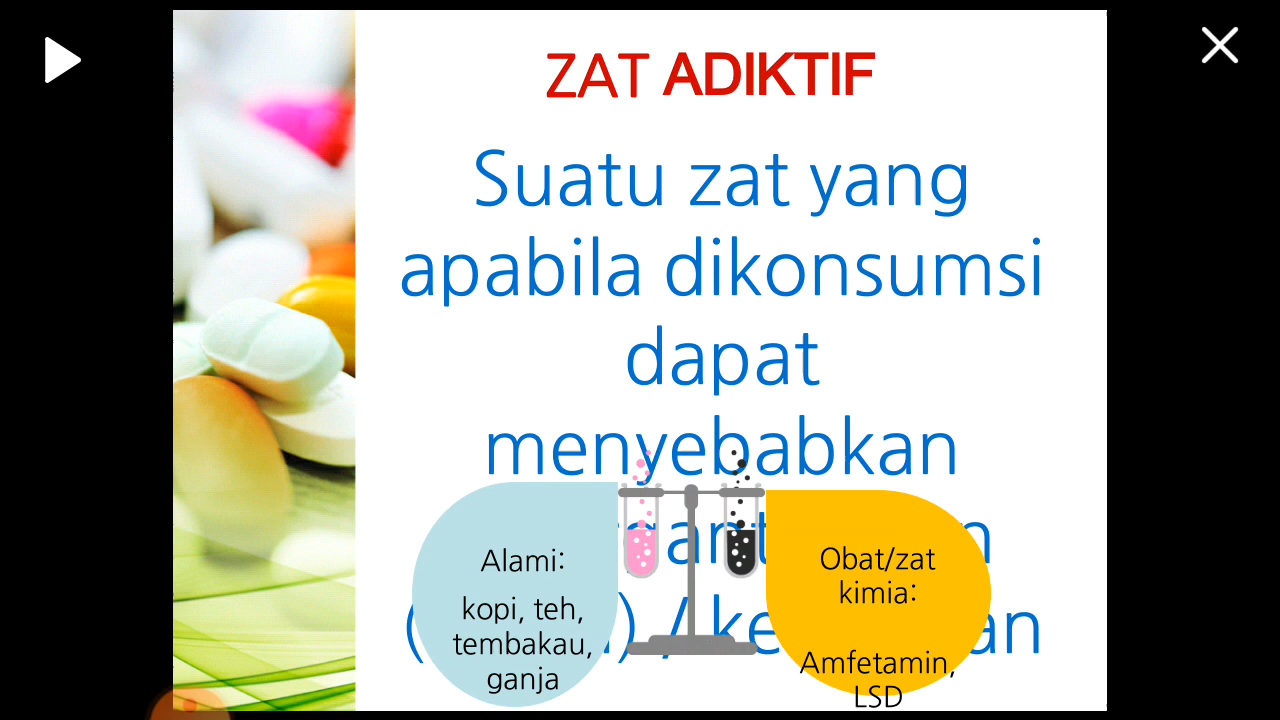 ZAT ADIKTIF
Suatu zat yang
apabila dikonsumsi
dapat
menyebabkan
Alami:
kopi, teh,
tembakau,
ganja
Obat/zat
kimia:
Amfetamin,
LSD